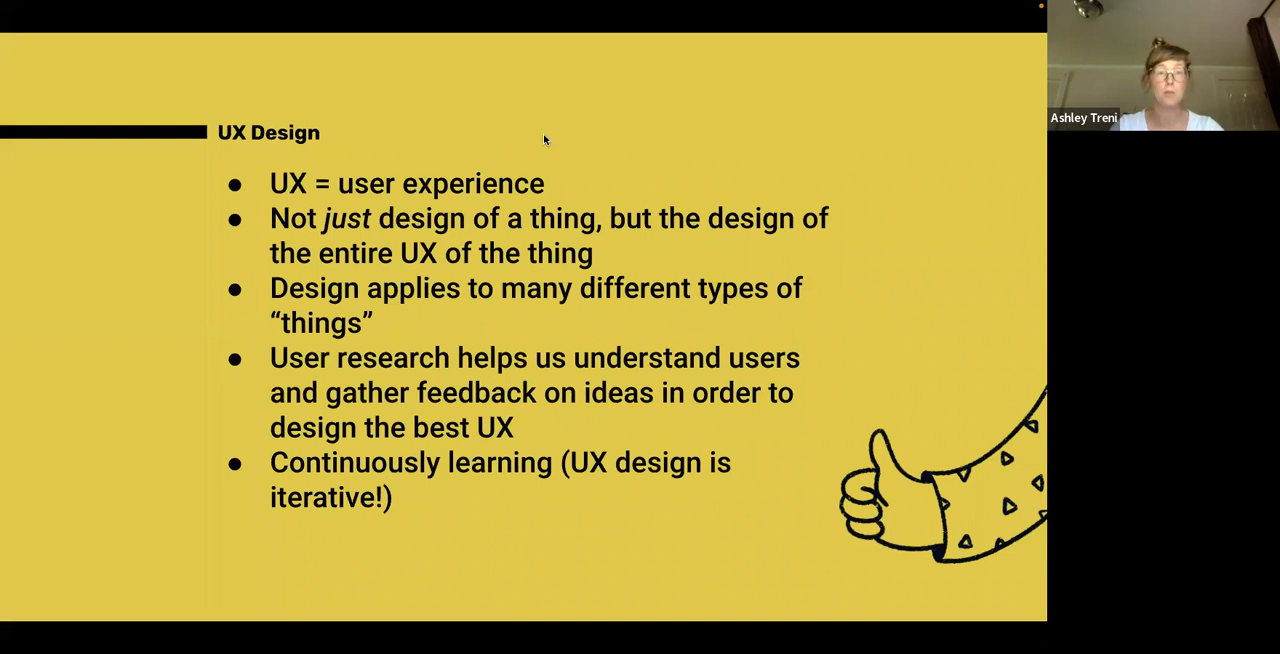 UX Design
● UX = user experience
● Not just design of a thing, but the design of
the entire UX of the thing
● Design applies to many different types of
“things”
● User research helps us understand users
and gather feedback on ideas in order to
design the best UX
● Continuously learning (UX design is
iterative!)
Ashley Treni